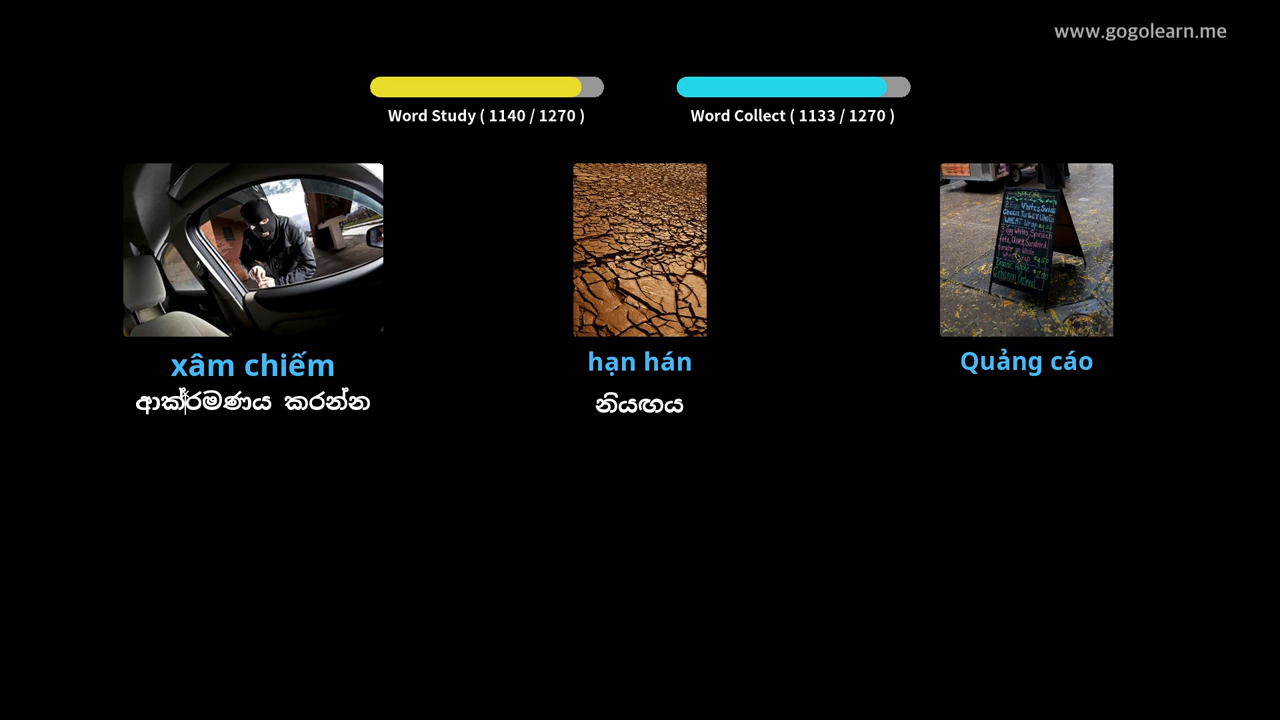 www.gogolearn.me
Word Study ( 1140 / 1270 )
Word Collect ( 1133 / 1270 )
xâm chiếm
ආක්‍රමණය කරන්න
hạn hán
නියඟය
Quảng cáo